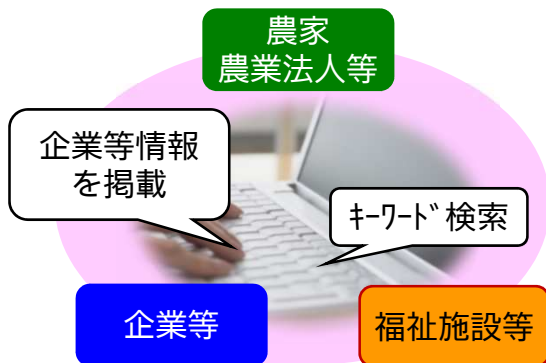 農家
農業法人等
企業等情報
を掲載
ｷｰﾜｰﾄﾞ検索
企業等
福祉施設等